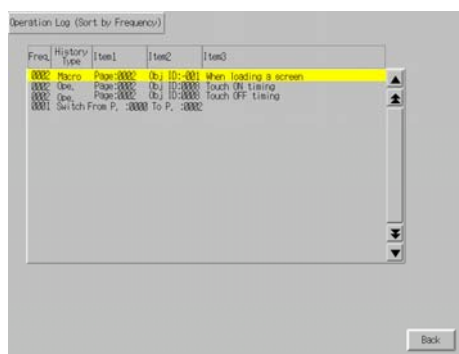 Operation Log (Sort by Frequency)
Freq. History Type Item1 Item2 Item3
0002 Macro Page:0002 Obj ID:-001 When loading a screen
0002 Ope. Page:0002 Obj ID:0008 Touch ON timing
0002 Ope. Page:0002 Obj ID:0008 Touch OFF timing
0001 Switch From P. :0000 To P. :0002
Back